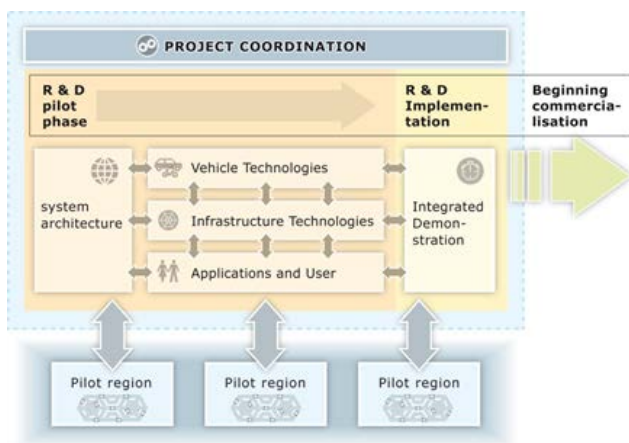 PROJECT COORDINATION
R & D
pilot
phase
R & D
Implemen-
tation
Beginning
commercia-
lisation
system
architecture
Vehicle Technologies
Infrastructure Technologies
Applications and User
Integrated
Demon-
stration
Pilot region
Pilot region
Pilot region